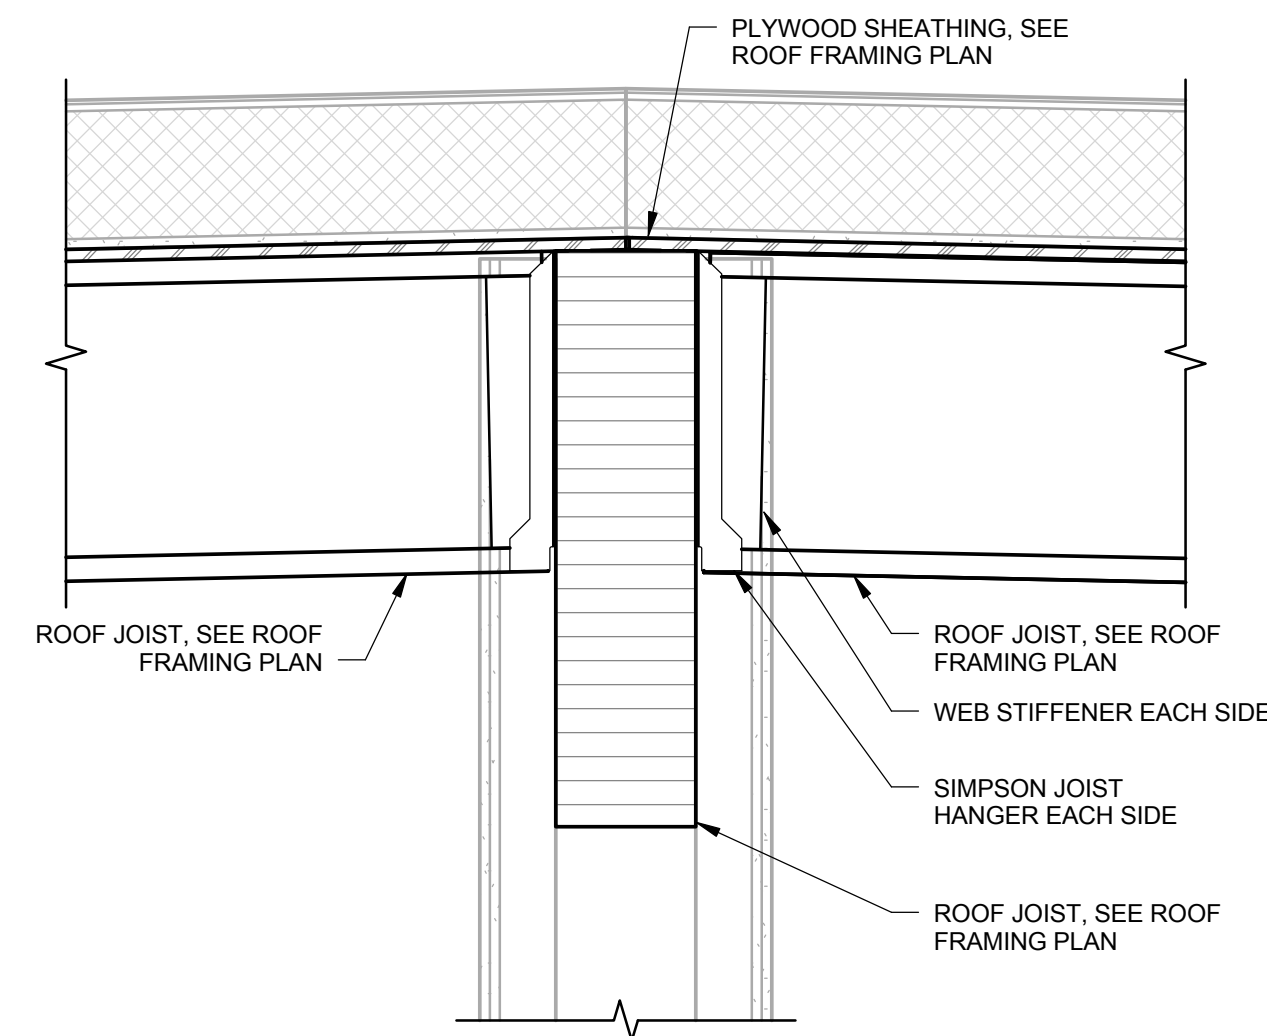 PLYWOOD SHEATHING, SEE
ROOF FRAMING PLAN
ROOF JOIST, SEE ROOF
FRAMING PLAN
ROOF JOIST, SEE ROOF
FRAMING PLAN
WEB STIFFENER EACH SIDE
SIMPSON JOIST
HANGER EACH SIDE
ROOF JOIST, SEE ROOF
FRAMING PLAN